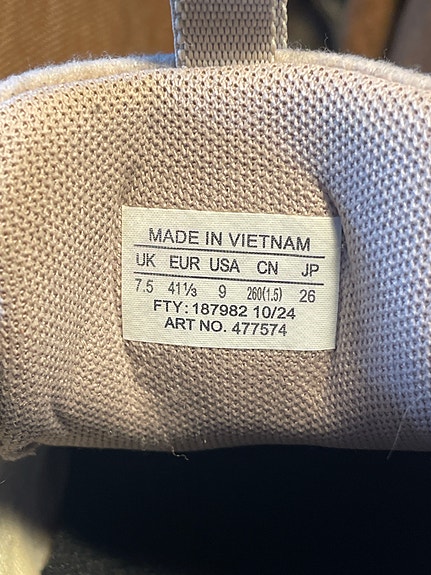 MADE IN VIETNAM
UK EUR USA CN JP
7.5 41⅓ 9 260(1.5) 26
FTY: 187982 10/24
ART NO. 477574